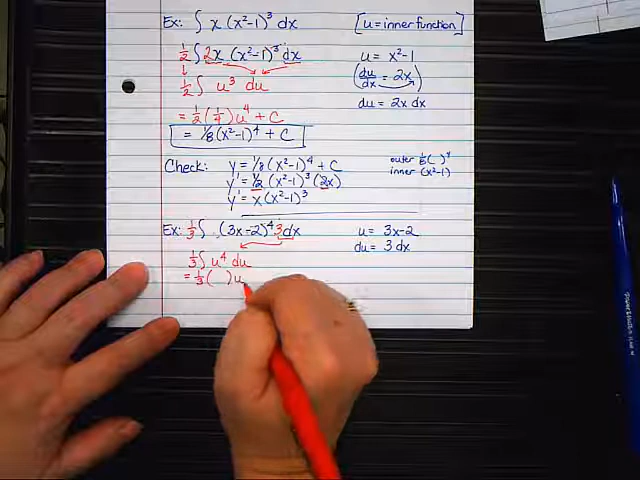 Ex: ∫ x (x²-1)³ dx [u = inner function]
½ ∫ 2x (x²-1)³ dx u = x²-1
(du/dx = 2x)
½ ∫ u³ du
du = 2x dx
= ½ (¼) u⁴ + C
= ⅛ (x²-1)⁴ + C
Check: y = ⅛ (x²-1)⁴ + C outer ⅛( )⁴
y' = ½ (x²-1)³ (2x) inner (x²-1)
y' = x (x²-1)³
Ex: ⅓ ∫ (3x-2)⁴ 3dx u = 3x-2
du = 3 dx
⅓ ∫ u⁴ du
= ⅓ ( ) u